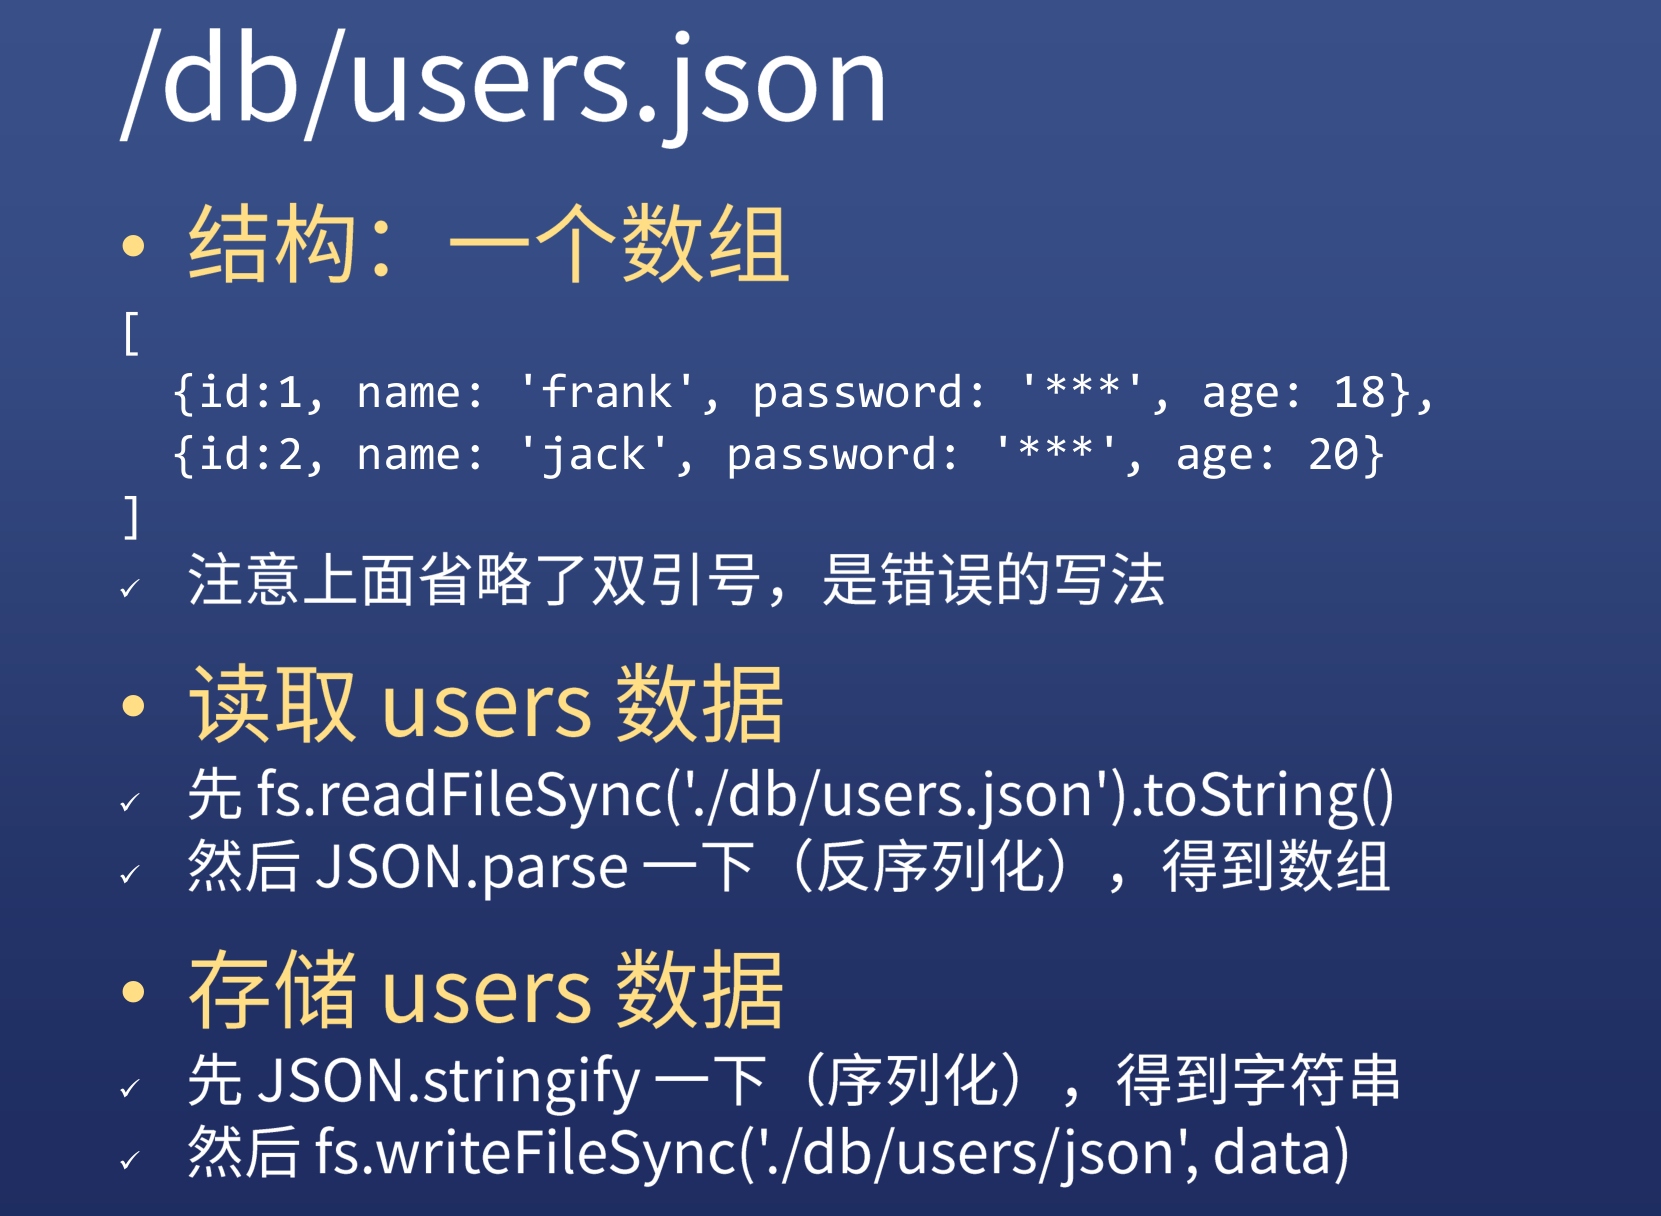 /db/users.json
• 结构：一个数组
[
  {id:1, name: 'frank', password: '***', age: 18},
  {id:2, name: 'jack', password: '***', age: 20}
]
✓ 注意上面省略了双引号，是错误的写法
• 读取 users 数据
✓ 先 fs.readFileSync('./db/users.json').toString()
✓ 然后 JSON.parse 一下（反序列化），得到数组
• 存储 users 数据
✓ 先 JSON.stringify 一下（序列化），得到字符串
✓ 然后 fs.writeFileSync('./db/users/json', data)